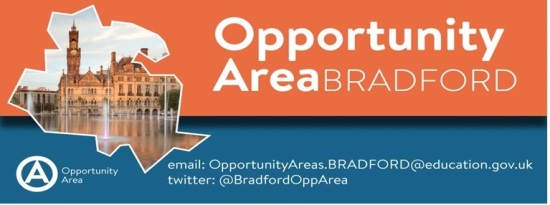 Opportunity
AreaBRADFORD
email: OpportunityAreas.BRADFORD@education.gov.uk
twitter: @BradfordOppArea
A
Opportunity
Area